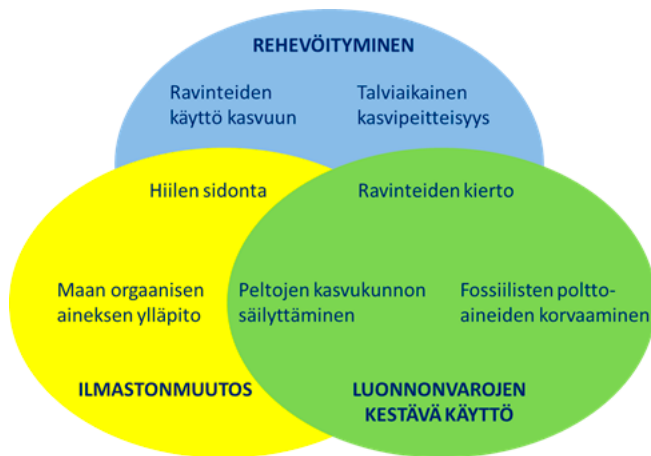 REHEVÖITYMINEN
Ravinteiden
käyttö kasvuun
Talviaikainen
kasvipeitteisyys
Hiilen sidonta
Ravinteiden kierto
Maan orgaanisen
aineksen ylläpito
Peltojen kasvukunnon
säilyttäminen
Fossiilisten poltto-
aineiden korvaaminen
ILMASTONMUUTOS
LUONNONVAROJEN
KESTÄVÄ KÄYTTÖ